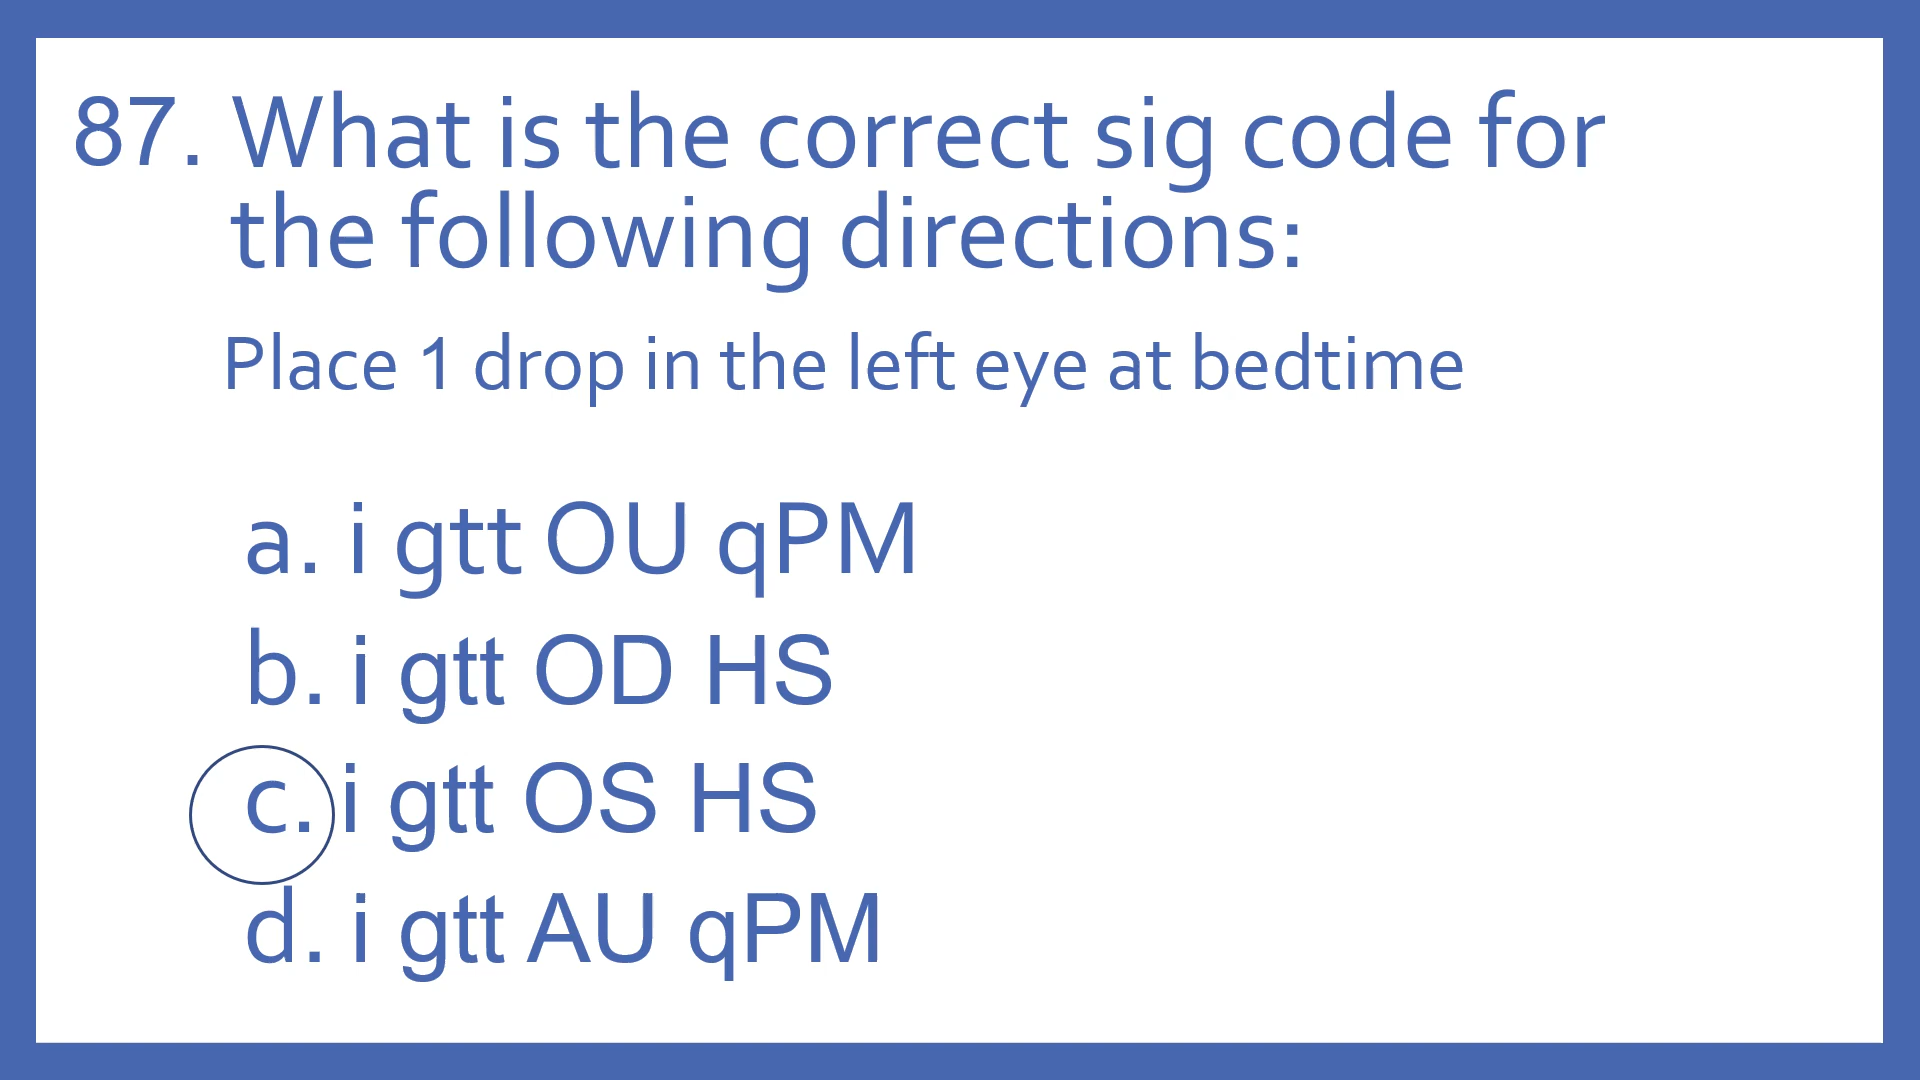 87. What is the correct sig code for
the following directions:
Place 1 drop in the left eye at bedtime
a. i gtt OU qPM
b. i gtt OD HS
c. i gtt OS HS
d. i gtt AU qPM